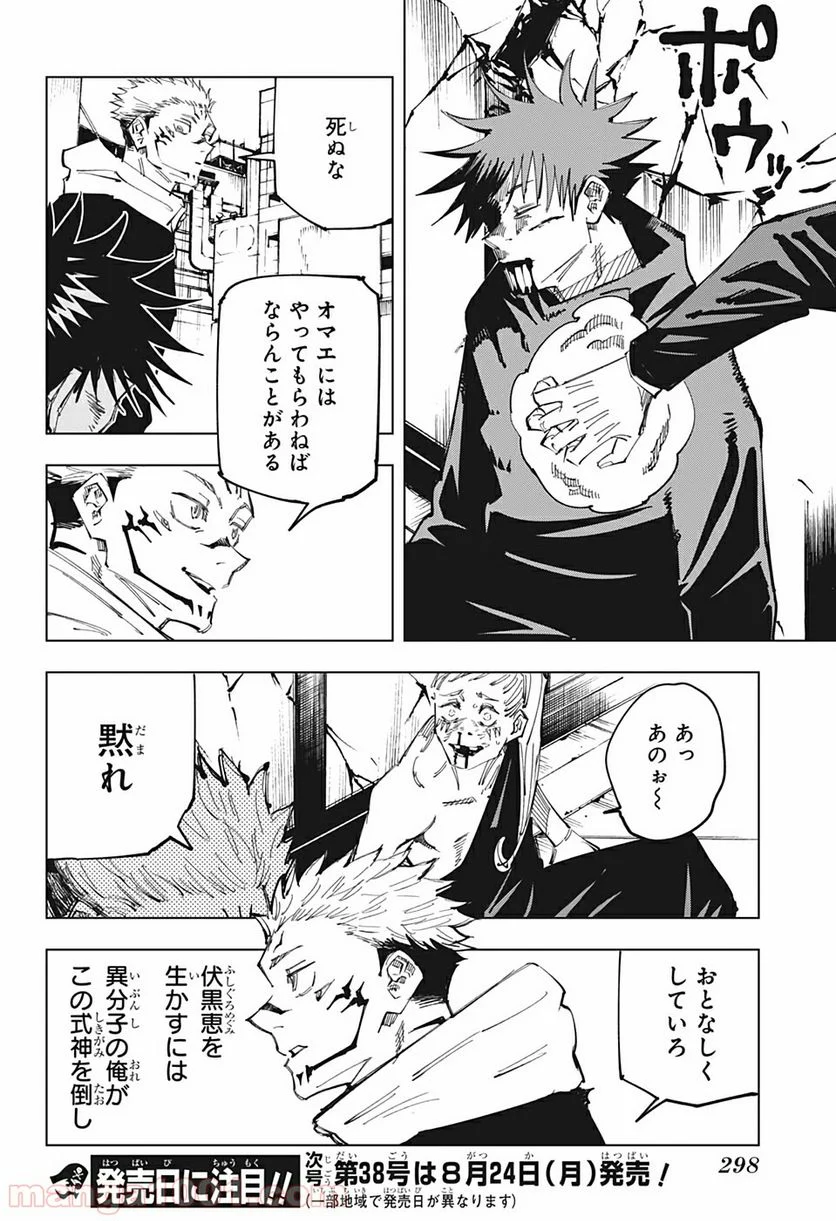 ポウッ
死ぬな
オマエには
やってもらわねば
ならんことがある
あっ
あのぉ〜
黙れ
おとなしく
していろ
伏黒恵を
生かすには
異分子の俺が
この式神を倒し
発売日に注目!!
次号 第38号は8月24日(月)発売!
(一部地域で発売日が異なります)
298